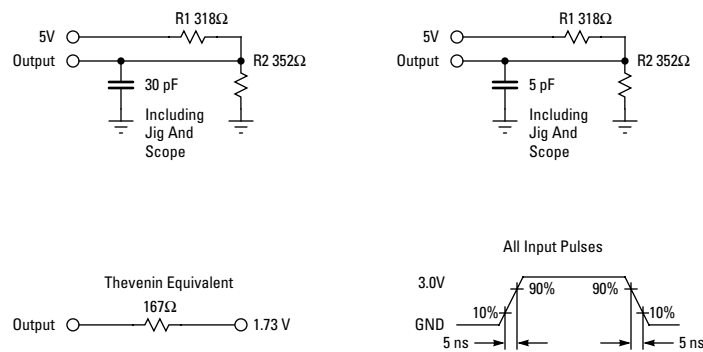 R1 318Ω
5V
Output
R2 352Ω
30 pF
Including
Jig And
Scope
R1 318Ω
5V
Output
R2 352Ω
5 pF
Including
Jig And
Scope
Thevenin Equivalent
167Ω
Output
1.73 V
All Input Pulses
3.0V
90%
90%
10%
10%
GND
5 ns
5 ns